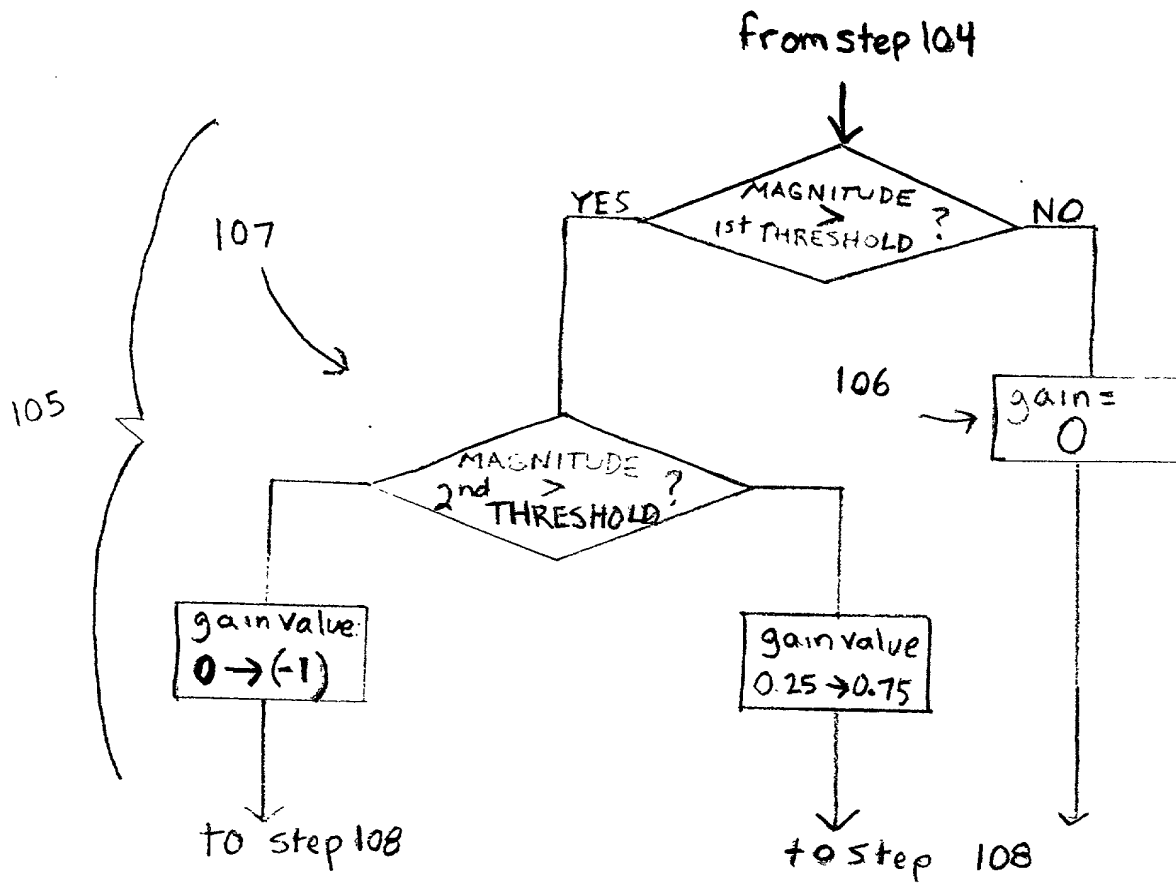 from step 104
YES
MAGNITUDE
>
1st THRESHOLD ?
NO
107
105
106
gain =
0
MAGNITUDE
>
2nd THRESHOLD ?
gain value:
0 → (-1)
gain value
0.25 → 0.75
to step 108
to step 108